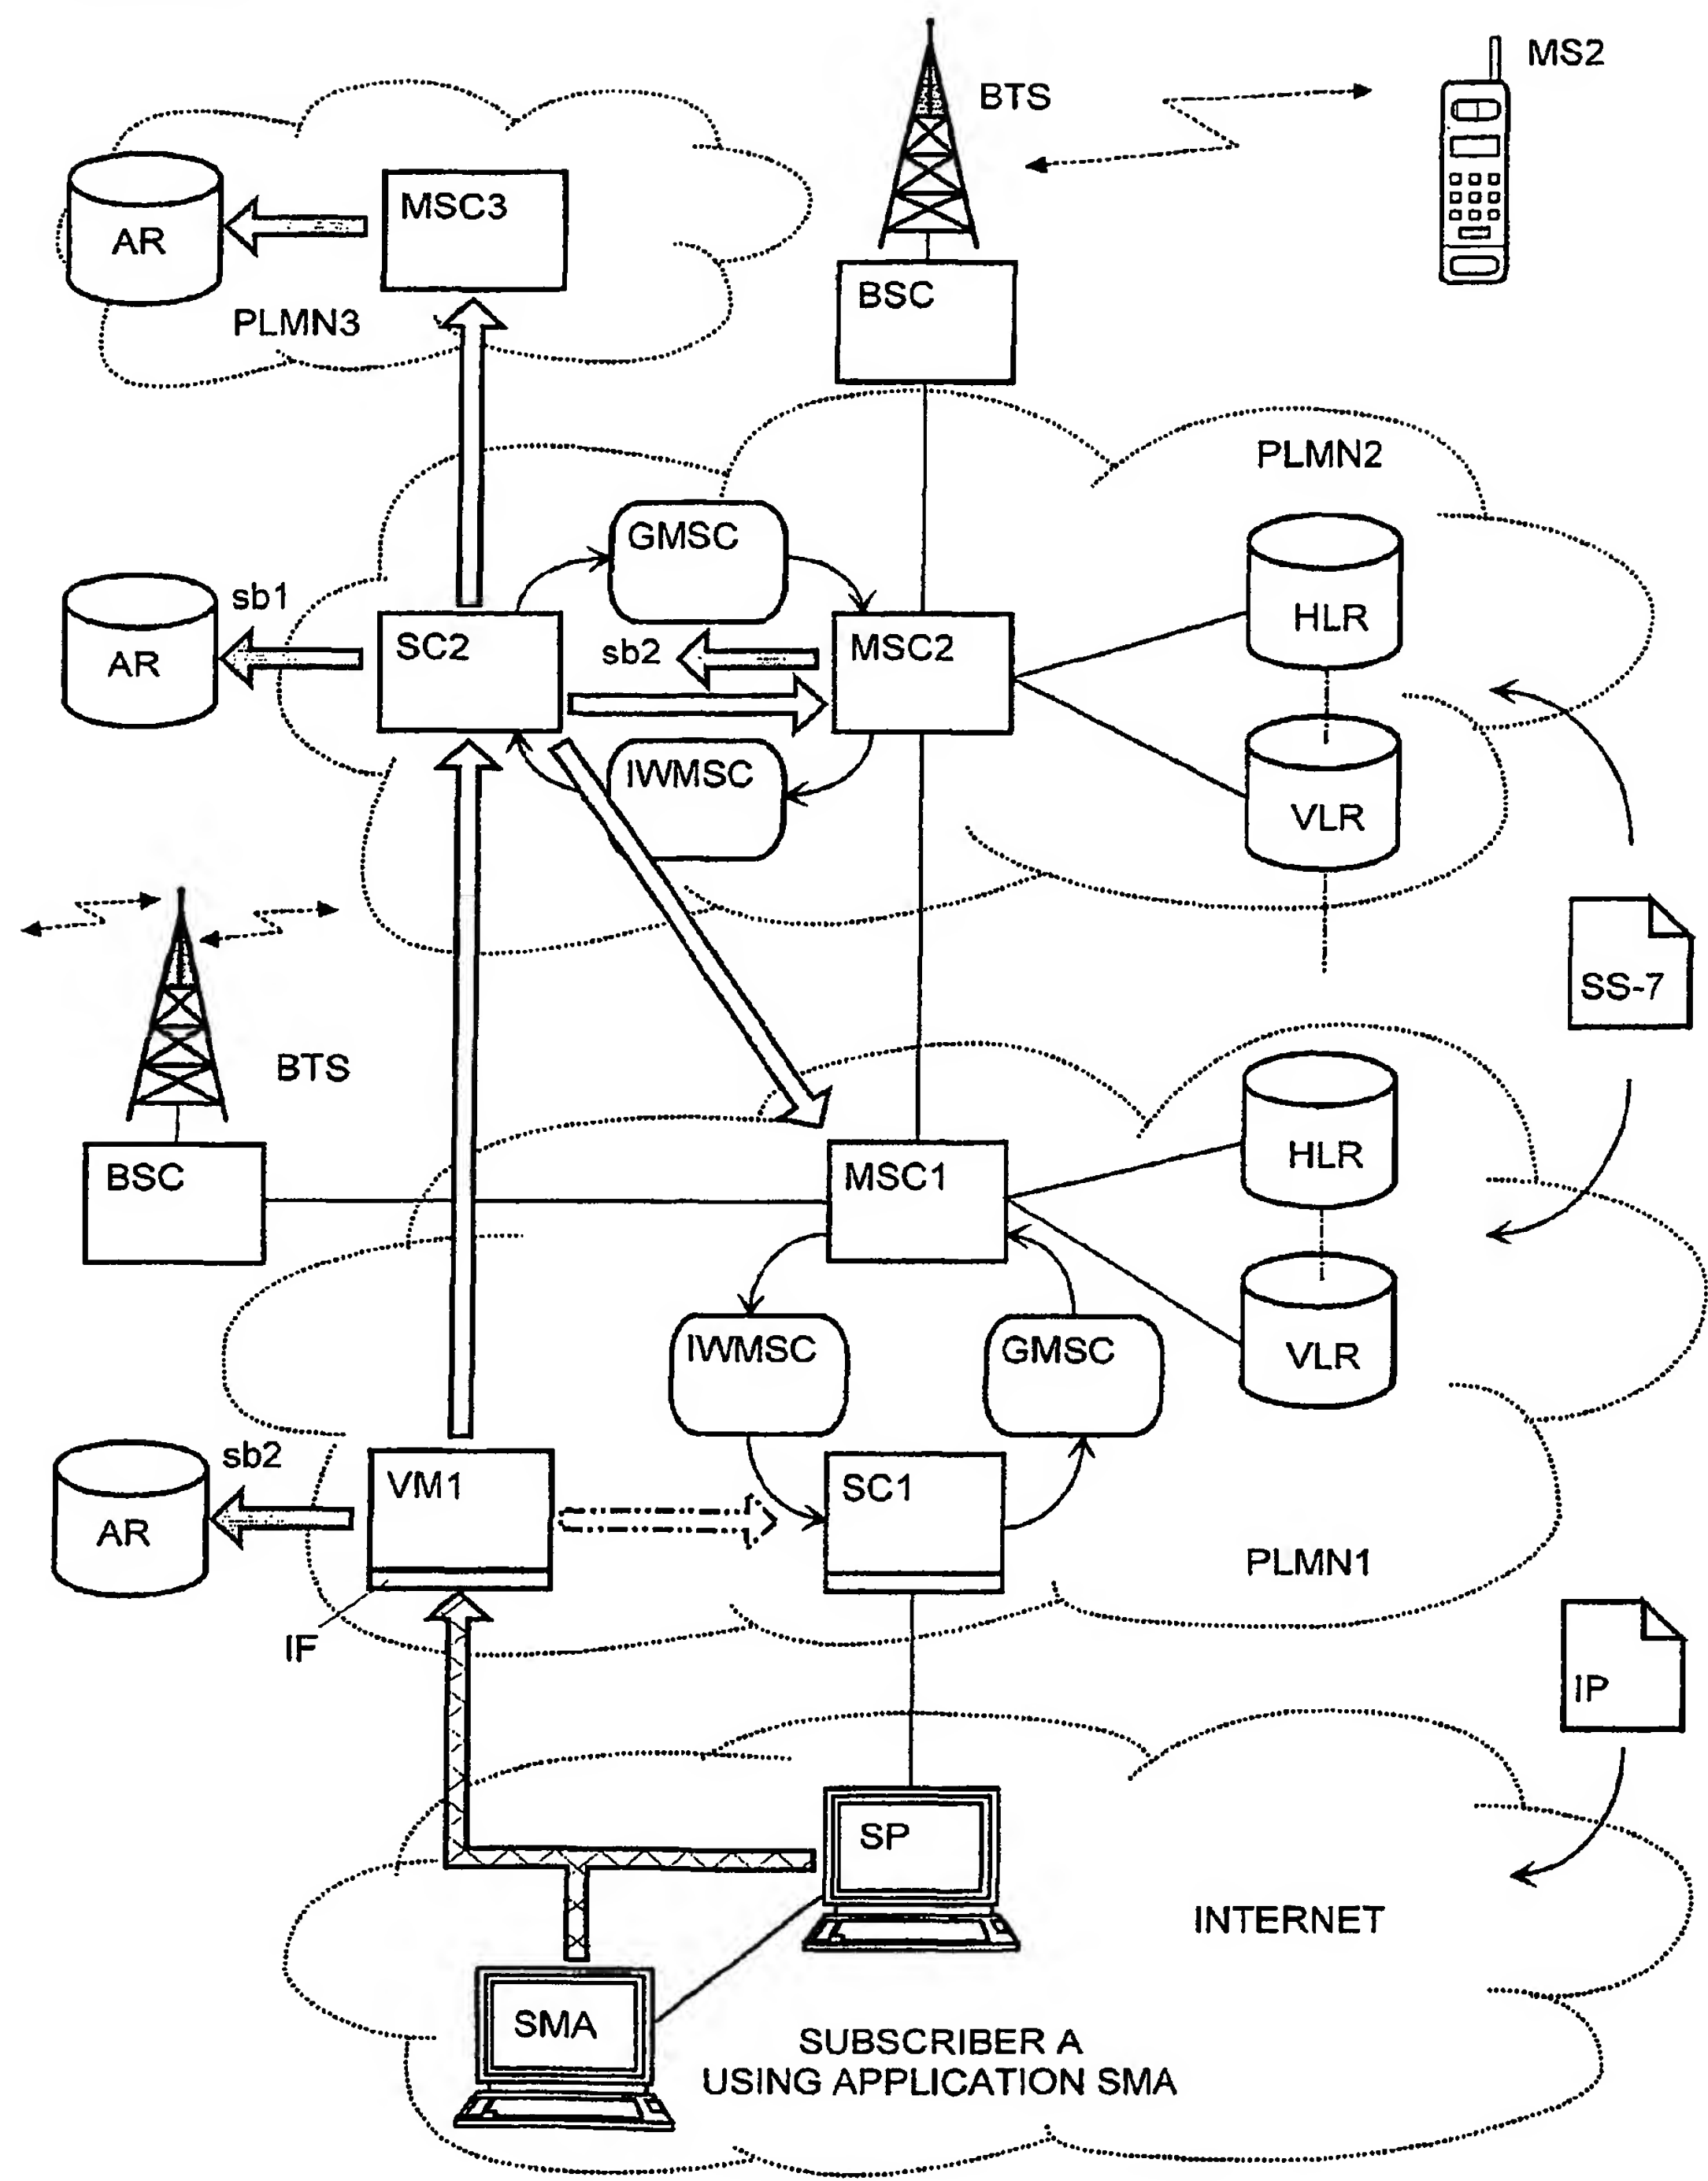 MS2
BTS
MSC3
AR
PLMN3
BSC
PLMN2
GMSC
HLR
sb1
SC2
sb2
MSC2
AR
IWMSC
VLR
SS-7
BTS
HLR
BSC
MSC1
IWMSC
GMSC
VLR
sb2
VM1
SC1
AR
PLMN1
IF
IP
SP
INTERNET
SMA
SUBSCRIBER A
USING APPLICATION SMA